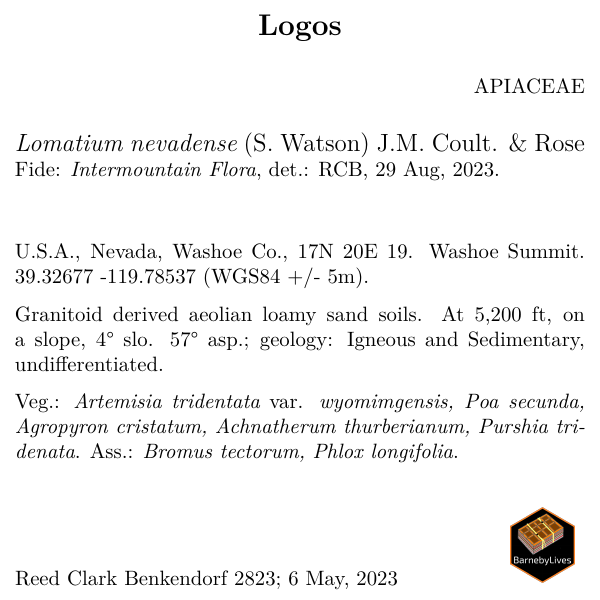 Logos
APIACEAE
Lomatium nevadense (S. Watson) J.M. Coult. & Rose
Fide: Intermountain Flora, det.: RCB, 29 Aug, 2023.
U.S.A., Nevada, Washoe Co., 17N 20E 19. Washoe Summit.
39.32677 -119.78537 (WGS84 +/- 5m).
Granitoid derived aeolian loamy sand soils. At 5,200 ft, on
a slope, 4° slo. 57° asp.; geology: Igneous and Sedimentary,
undifferentiated.
Veg.: Artemisia tridentata var. wyomimgensis, Poa secunda,
Agropyron cristatum, Achnatherum thurberianum, Purshia tri-
denata. Ass.: Bromus tectorum, Phlox longifolia.
BarnebyLives
Reed Clark Benkendorf 2823; 6 May, 2023